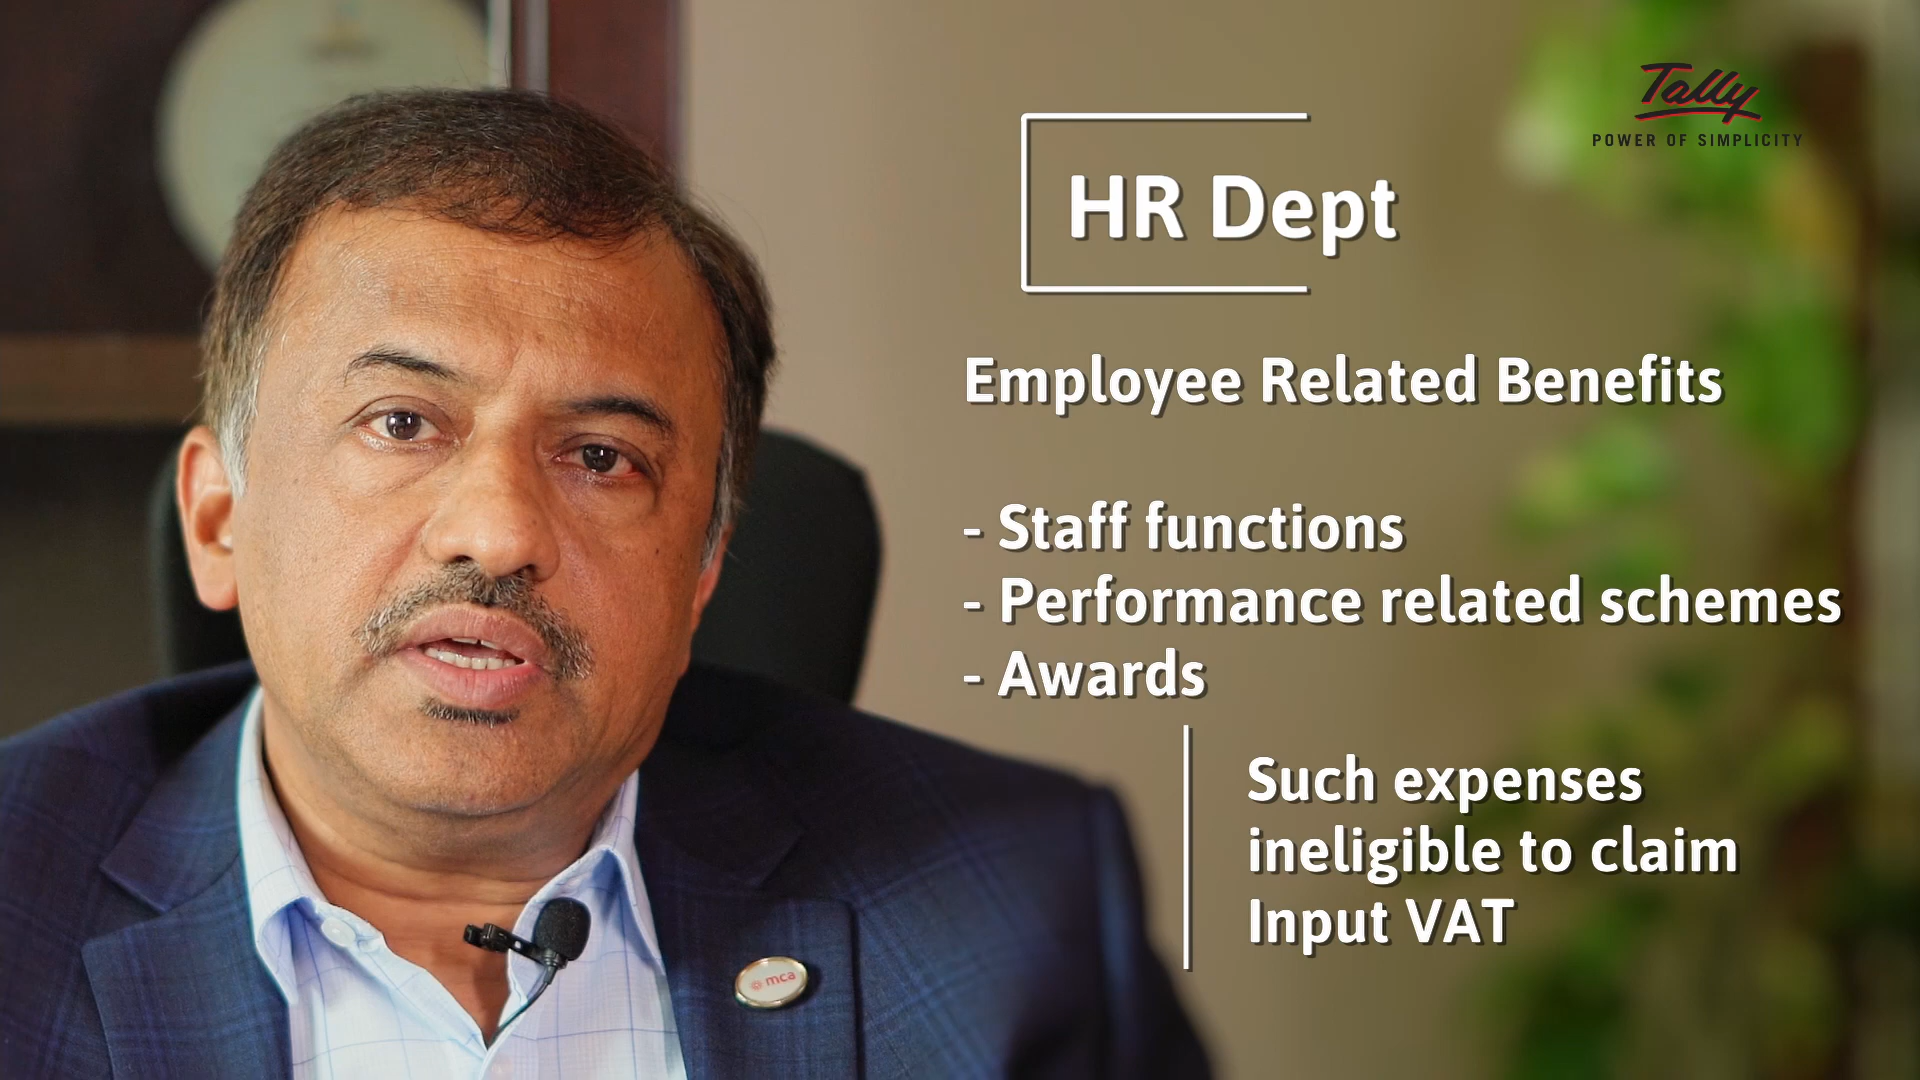 Tally
POWER OF SIMPLICITY
HR Dept
Employee Related Benefits
- Staff functions
- Performance related schemes
- Awards
Such expenses
ineligible to claim
Input VAT
mca